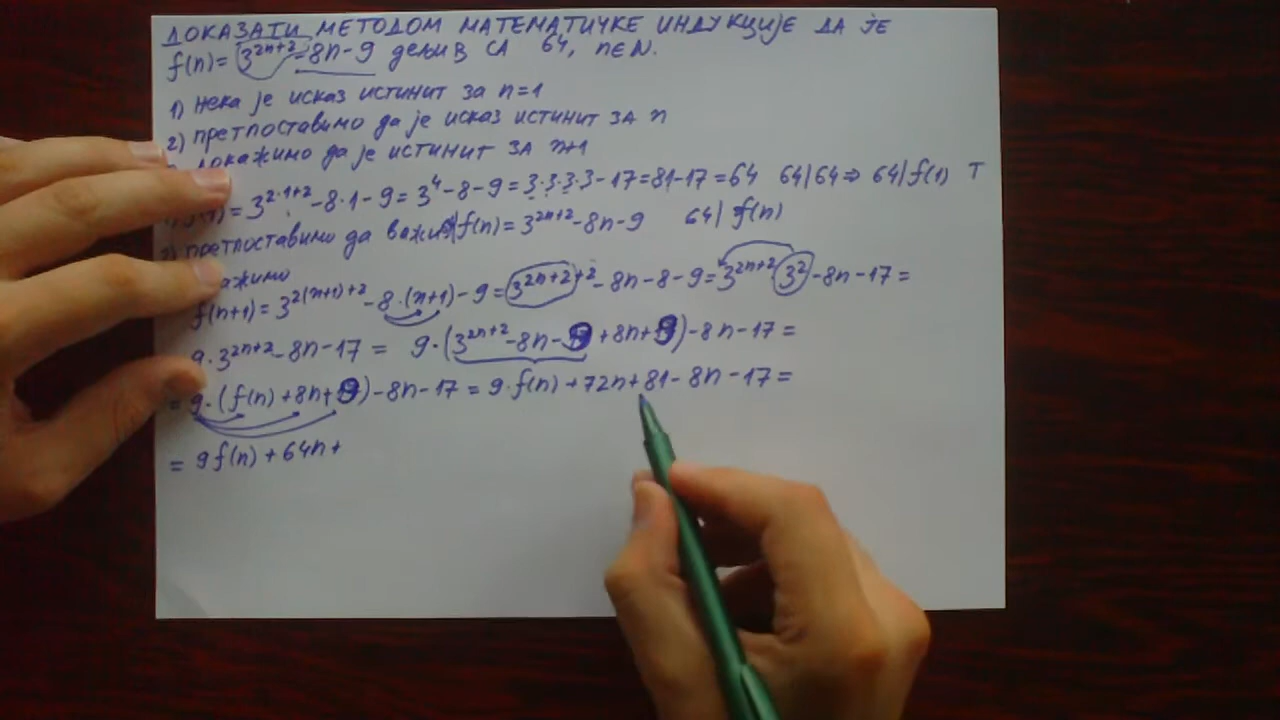 ДОКАЗАТИ МЕТОДОМ МАТЕМАТИЧКЕ ИНДУКЦИЈЕ ДА ЈЕ
f(n)=3^{2n+2}-8n-9 дељив СА 64, n∈N.
1) нека је исказ истинит за n=1
2) претпоставимо да је исказ истинит ЗА n
докажимо да је истинит ЗА n+1
=3^{2·1+2}-8·1-9=3^4-8-9=3·3·3·3-17=81-17=64 64|64⇒64|f(1) T
претпоставимо да важи f(n)=3^{2n+2}-8n-9 64|f(n)
f(n+1)=3^{2(n+1)+2}-8·(n+1)-9=3^{2n+2+2}-8n-8-9=3^{2n+2}·3^2-8n-17=
9·3^{2n+2}-8n-17= 9·(3^{2n+2}-8n-9+8n+9)-8n-17=
=9·(f(n)+8n+9)-8n-17=9·f(n)+72n+81-8n-17=
=9f(n)+64n+